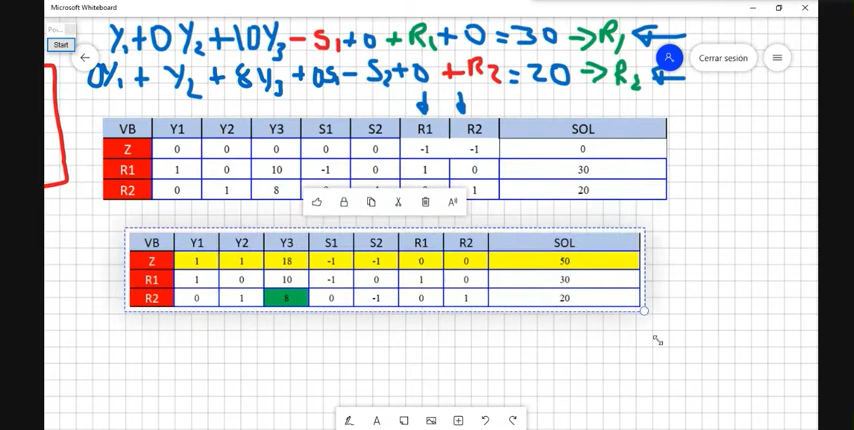 Microsoft Whiteboard
Start
Y1+0Y2+10Y3-S1+0+R1+0=30→R1
0Y1+Y2+8Y3+0S1-S2+0+R2=20→R2
Cerrar sesión
VB Y1 Y2 Y3 S1 S2 R1 R2 SOL
Z 0 0 0 0 0 -1 -1 0
R1 1 0 10 -1 0 1 0 30
R2 0 1 8 1 20
VB Y1 Y2 Y3 S1 S2 R1 R2 SOL
Z 1 1 18 -1 -1 0 0 50
R1 1 0 10 -1 0 1 0 30
R2 0 1 8 0 -1 0 1 20